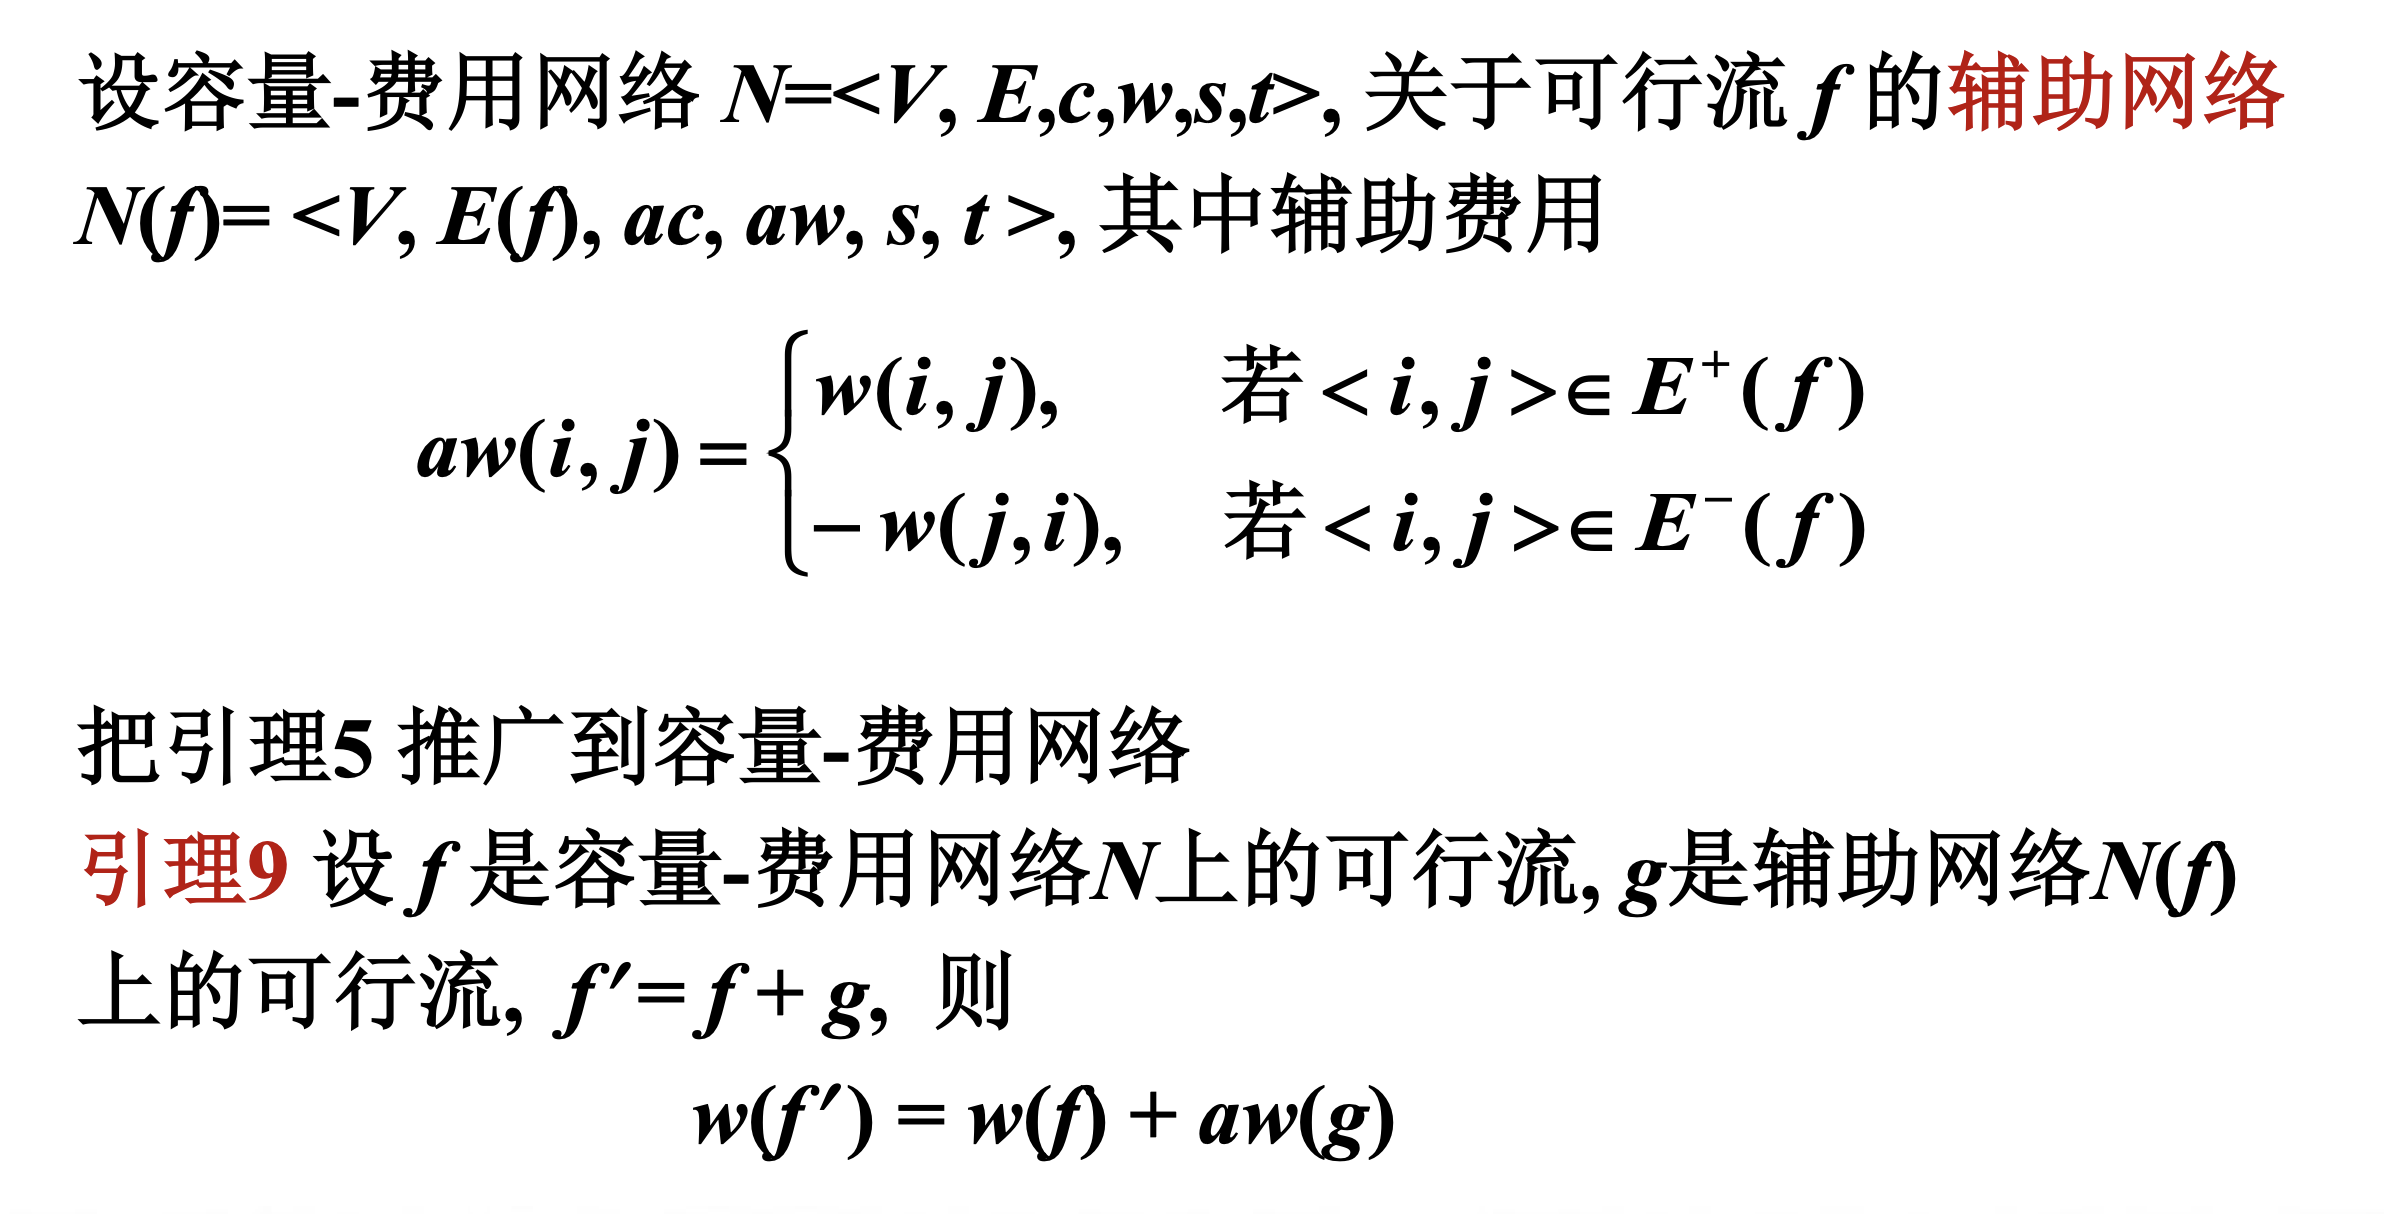 设容量-费用网络 N=<V, E,c,w,s,t>, 关于可行流 f 的辅助网络
N(f)= <V, E(f), ac, aw, s, t >, 其中辅助费用
aw(i, j) = { w(i, j), 若 < i, j >∈ E⁺( f )
− w( j,i), 若 < i, j >∈ E⁻( f )
把引理5 推广到容量-费用网络
引理9 设 f 是容量-费用网络N上的可行流, g是辅助网络N(f)
上的可行流, f ′= f + g, 则
w(f ′) = w(f) + aw(g)